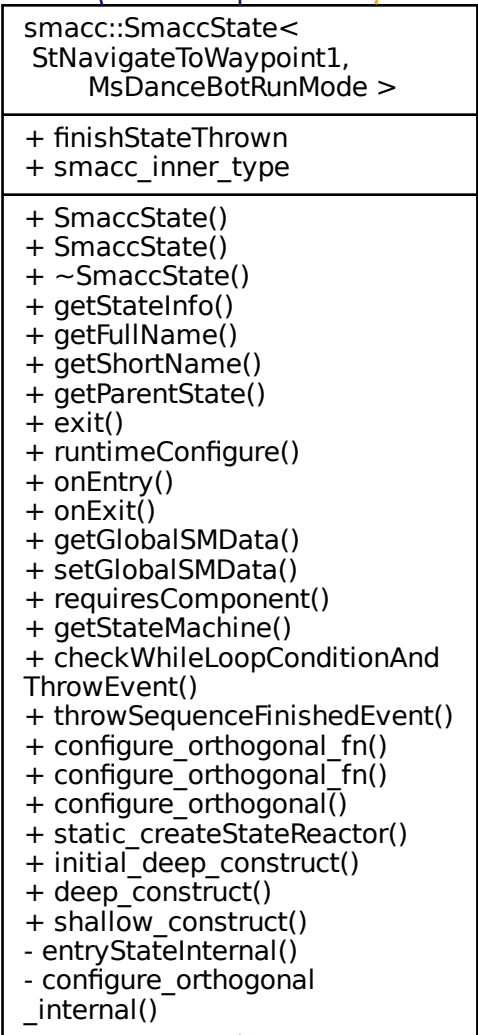 smacc::SmaccState<
StNavigateToWaypoint1,
MsDanceBotRunMode >
+ finishStateThrown
+ smacc_inner_type
+ SmaccState()
+ SmaccState()
+ ~SmaccState()
+ getStateInfo()
+ getFullName()
+ getShortName()
+ getParentState()
+ exit()
+ runtimeConfigure()
+ onEntry()
+ onExit()
+ getGlobalSMData()
+ setGlobalSMData()
+ requiresComponent()
+ getStateMachine()
+ checkWhileLoopConditionAnd
ThrowEvent()
+ throwSequenceFinishedEvent()
+ configure_orthogonal_fn()
+ configure_orthogonal_fn()
+ configure_orthogonal()
+ static_createStateReactor()
+ initial_deep_construct()
+ deep_construct()
+ shallow_construct()
- entryStateInternal()
- configure_orthogonal
_internal()